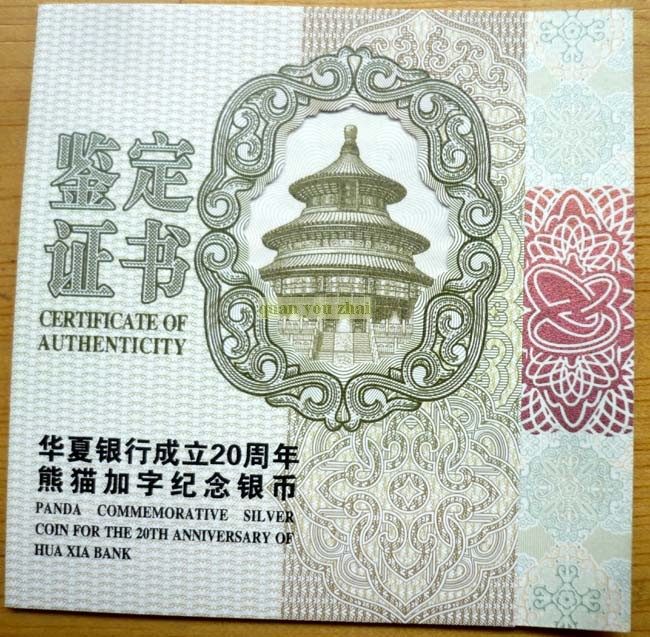 鉴定
证书
CERTIFICATE OF
AUTHENTICITY
quan you zhai
华夏银行成立20周年
熊猫加字纪念银币
PANDA COMMEMORATIVE SILVER
COIN FOR THE 20TH ANNIVERSARY OF
HUA XIA BANK